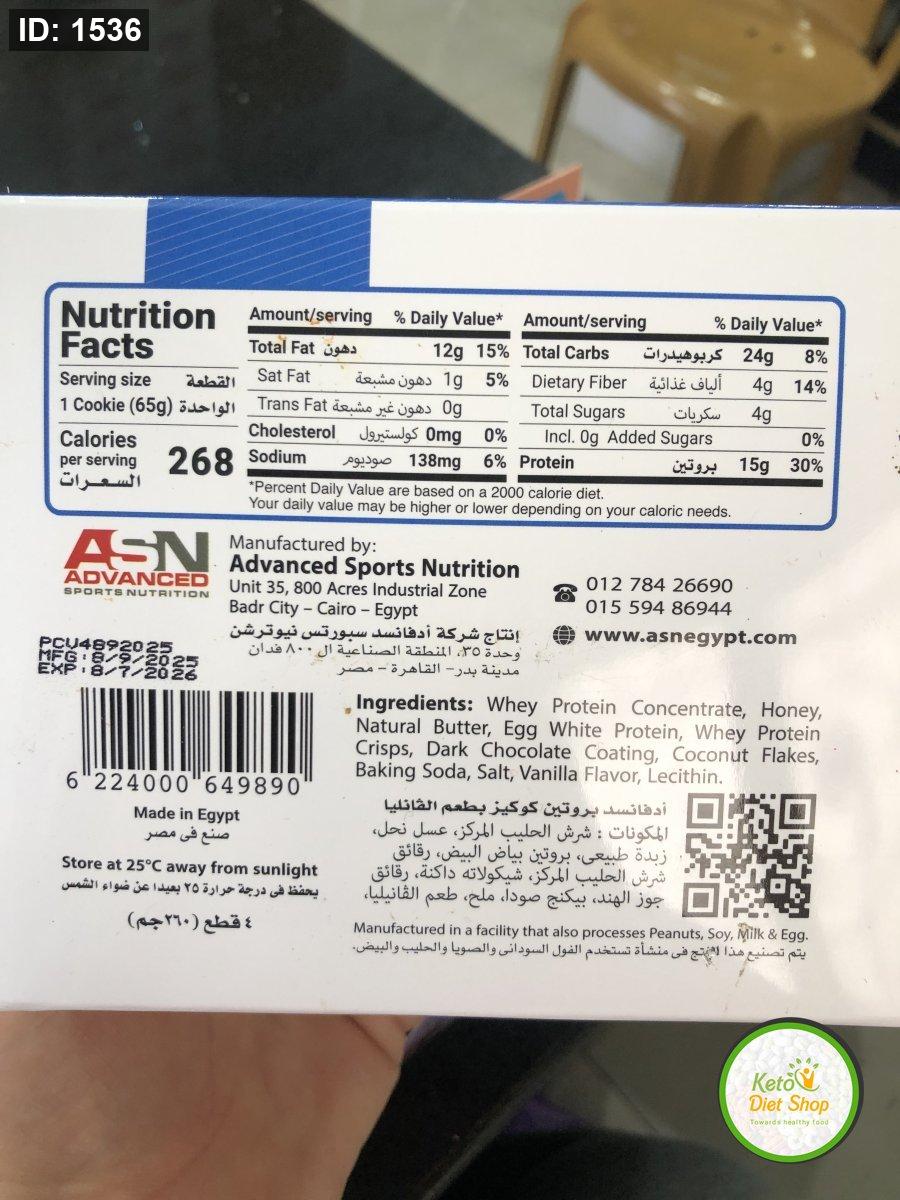 ID: 1536
Nutrition
Facts
Serving size القطعة
1 Cookie (65g) الواحدة
Calories
per serving 268
السعرات
Amount/serving % Daily Value*
Total Fat دهون 12g 15%
Sat Fat دهون مشبعة 1g 5%
Trans Fat دهون غير مشبعة 0g
Cholesterol كولستيرول 0mg 0%
Sodium صوديوم 138mg 6%
Amount/serving % Daily Value*
Total Carbs كربوهيدرات 24g 8%
Dietary Fiber ألياف غذائية 4g 14%
Total Sugars سكريات 4g
Incl. 0g Added Sugars 0%
Protein بروتين 15g 30%
*Percent Daily Value are based on a 2000 calorie diet.
Your daily value may be higher or lower depending on your caloric needs.
ASN
ADVANCED
SPORTS NUTRITION
Manufactured by:
Advanced Sports Nutrition
Unit 35, 800 Acres Industrial Zone
Badr City – Cairo – Egypt
إنتاج شركة أدفانسد سبورتس نيوترشن
وحدة ٣٥، المنطقة الصناعية ال ٨٠٠ فدان
مدينة بدر- القاهرة - مصر
012 784 26690
015 594 86944
www.asnegypt.com
PCU4892025
MFG:8/9/2025
EXP:8/7/2026
6 224000 649890
Made in Egypt
صنع فى مصر
Store at 25°C away from sunlight
يحفظ فى درجة حرارة ٢٥ بعيدا عن ضواء الشمس
٤ قطع (٢٦٠جم)
Ingredients: Whey Protein Concentrate, Honey,
Natural Butter, Egg White Protein, Whey Protein
Crisps, Dark Chocolate Coating, Coconut Flakes,
Baking Soda, Salt, Vanilla Flavor, Lecithin.
أدفانسد بروتين كوكيز بطعم الڤانليا
المكونات : شرش الحليب المركز، عسل نحل،
زبدة طبيعى، بروتين بياض البيض، رقائق
شرش الحليب المركز، شيكولاته داكنة، رقائق
جوز الهند، بيكنج صودا، ملح، طعم الڤانيليا،
Manufactured in a facility that also processes Peanuts, Soy, Milk & Egg.
يتم تصنيع هذا المنتج فى منشأة تستخدم الفول السودانى والصويا والحليب والبيض.
Keto
Diet Shop
Towards healthy food